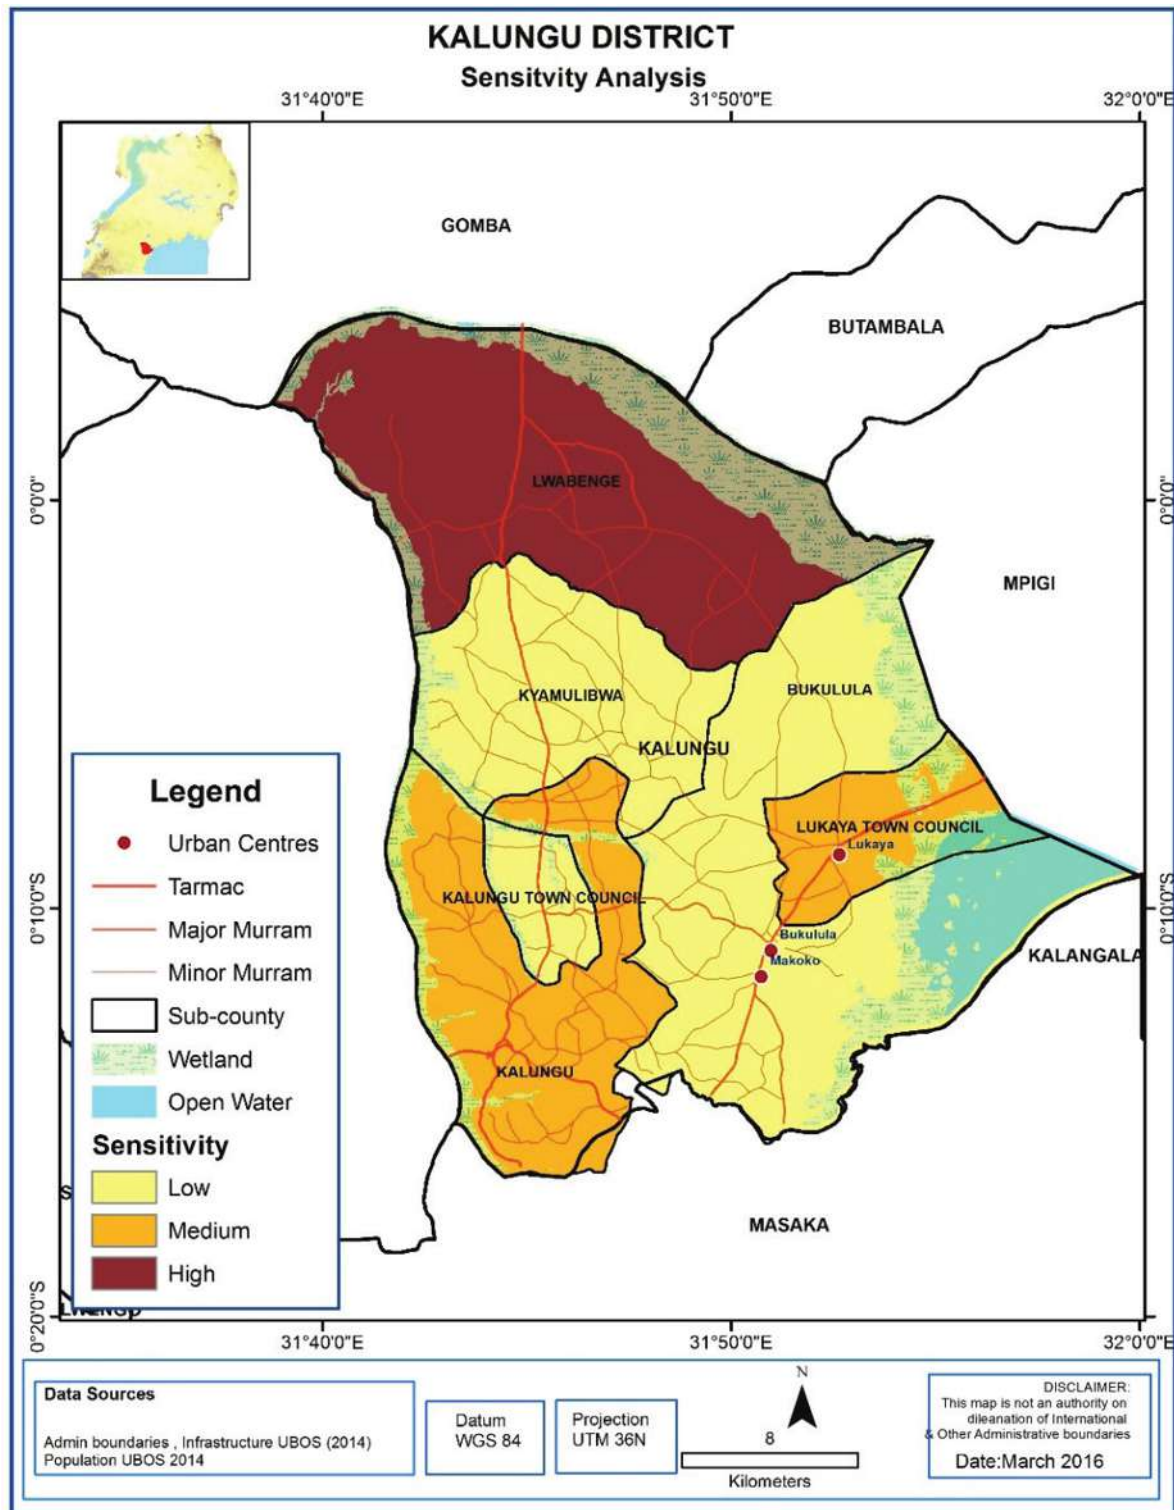 KALUNGU DISTRICT
Sensitvity Analysis
31°40'0"E
31°50'0"E
32°0'0"E
GOMBA
BUTAMBALA
LWABENGE
0°0'0"
0°0'0"
MPIGI
KYAMULIBWA
BUKULULA
KALUNGU
LUKAYA TOWN COUNCIL
Lukaya
KALUNGU TOWN COUNCIL
0°10'0"S
0°10'0"S
Bukulula
Makoko
KALANGALA
KALUNGU
MASAKA
Legend
Urban Centres
Tarmac
Major Murram
Minor Murram
Sub-county
Wetland
Open Water
Sensitivity
Low
Medium
High
0°20'0"S
0°20'0"S
31°40'0"E
31°50'0"E
32°0'0"E
Data Sources
Admin boundaries , Infrastructure UBOS (2014)
Population UBOS 2014
Datum
WGS 84
Projection
UTM 36N
N
8
Kilometers
DISCLAIMER:
This map is not an authority on
dileanation of International
& Other Administrative boundaries
Date:March 2016